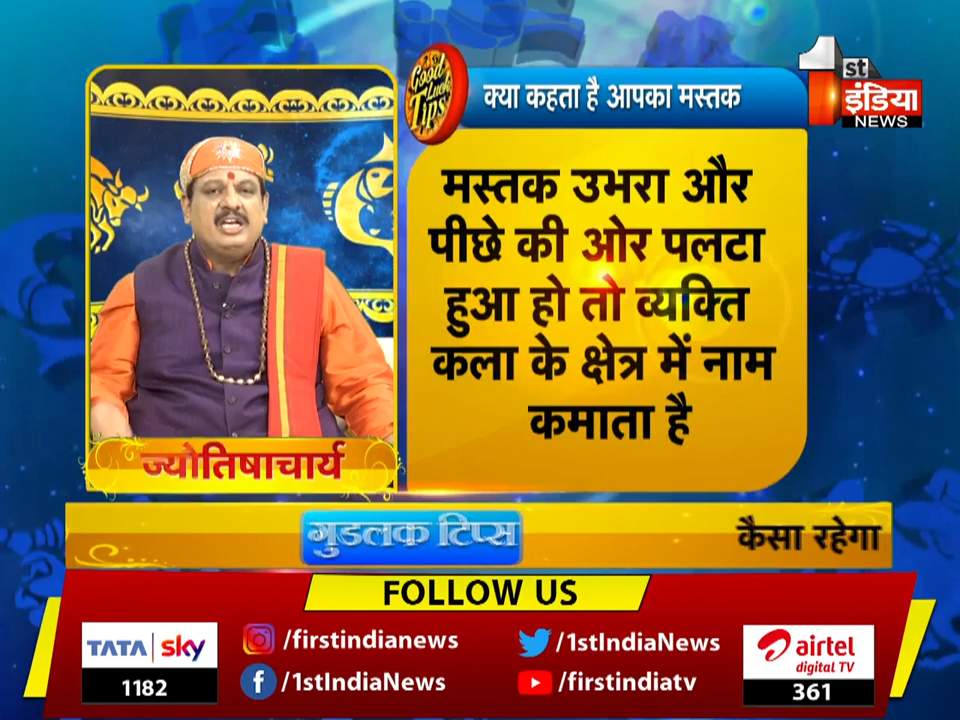 Good
Luck
Tips
क्या कहता है आपका मस्तक
1st
इंडिया
NEWS
मस्तक उभरा और
पीछे की ओर पलटा
हुआ हो तो व्यक्ति
कला के क्षेत्र में नाम
कमाता है
ज्योतिषाचार्य
गुडलक टिप्स
कैसा रहेगा
FOLLOW US
TATA sky
1182
/firstindianews
/1stIndiaNews
/1stIndiaNews
/firstindiatv
airtel
digital TV
361